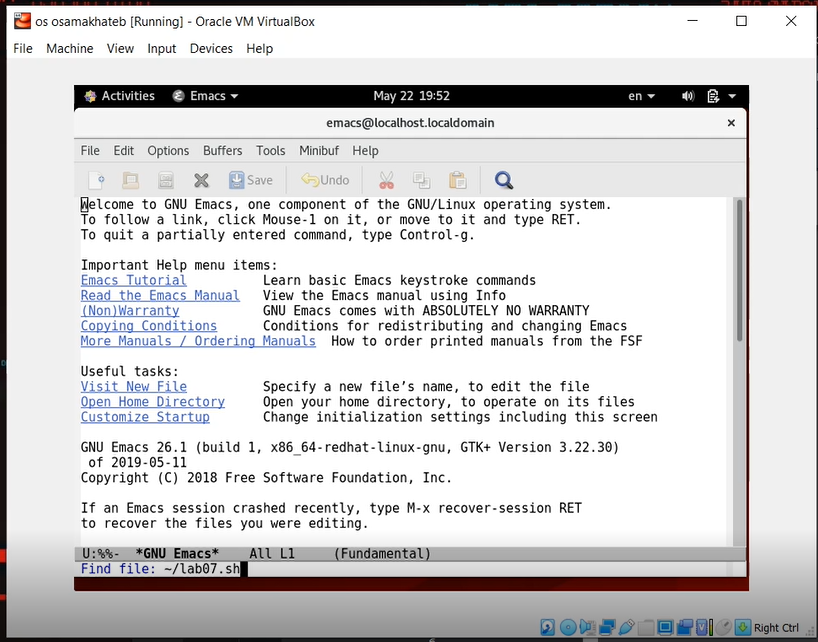 os osamakhateb [Running] - Oracle VM VirtualBox
File Machine View Input Devices Help
Activities Emacs May 22 19:52 en
emacs@localhost.localdomain
File Edit Options Buffers Tools Minibuf Help
Save Undo
Welcome to GNU Emacs, one component of the GNU/Linux operating system.
To follow a link, click Mouse-1 on it, or move to it and type RET.
To quit a partially entered command, type Control-g.
Important Help menu items:
Emacs Tutorial Learn basic Emacs keystroke commands
Read the Emacs Manual View the Emacs manual using Info
(Non)Warranty GNU Emacs comes with ABSOLUTELY NO WARRANTY
Copying Conditions Conditions for redistributing and changing Emacs
More Manuals / Ordering Manuals How to order printed manuals from the FSF
Useful tasks:
Visit New File Specify a new file’s name, to edit the file
Open Home Directory Open your home directory, to operate on its files
Customize Startup Change initialization settings including this screen
GNU Emacs 26.1 (build 1, x86_64-redhat-linux-gnu, GTK+ Version 3.22.30)
of 2019-05-11
Copyright (C) 2018 Free Software Foundation, Inc.
If an Emacs session crashed recently, type M-x recover-session RET
to recover the files you were editing.
U:%%- *GNU Emacs* All L1 (Fundamental)
Find file: ~/lab07.sh
Right Ctrl